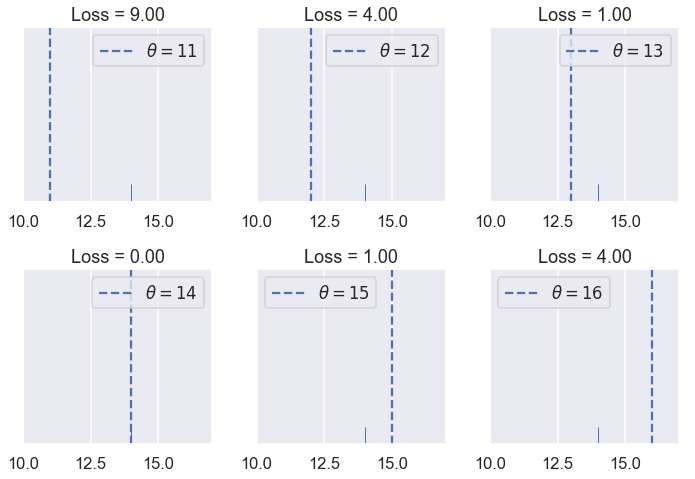 Loss = 9.00
θ = 11
10.0 12.5 15.0
Loss = 4.00
θ = 12
10.0 12.5 15.0
Loss = 1.00
θ = 13
10.0 12.5 15.0
Loss = 0.00
θ = 14
10.0 12.5 15.0
Loss = 1.00
θ = 15
10.0 12.5 15.0
Loss = 4.00
θ = 16
10.0 12.5 15.0